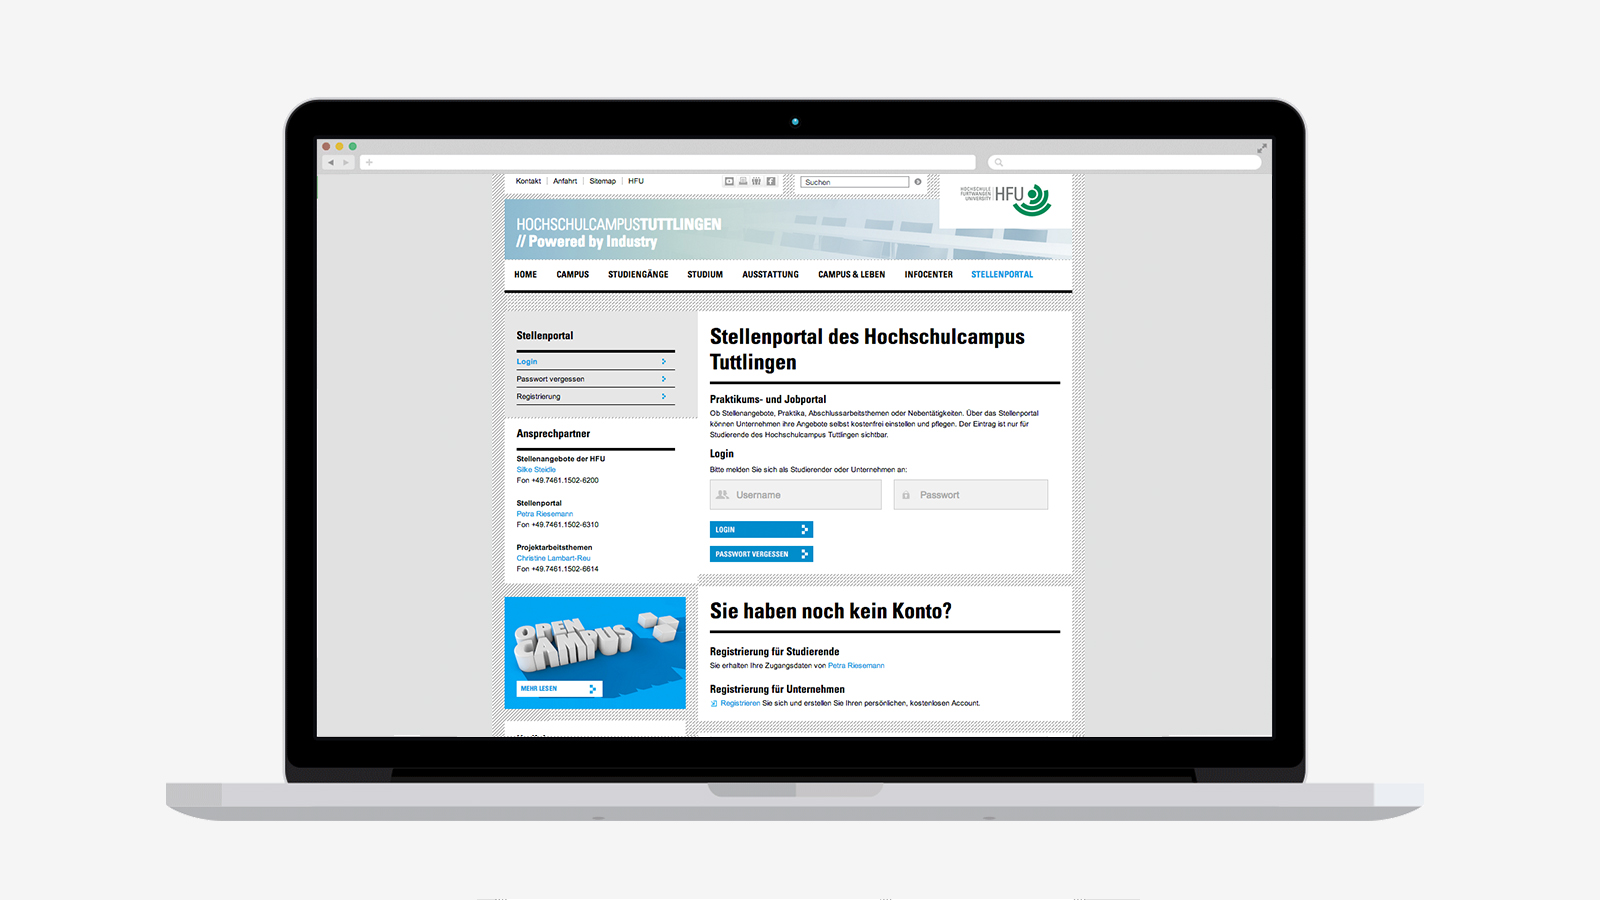 Kontakt | Anfahrt | Sitemap | HFU
Suchen
HOCHSCHULE
FURTWANGEN
UNIVERSITY
HFU
HOCHSCHULCAMPUSTUTTLINGEN
// Powered by Industry
HOME CAMPUS STUDIENGÄNGE STUDIUM AUSSTATTUNG CAMPUS & LEBEN INFOCENTER STELLENPORTAL
Stellenportal
Login
Passwort vergessen
Registrierung
Ansprechpartner
Stellenangebote der HFU
Silke Steidle
Fon +49.7461.1502-6200
Stellenportal
Petra Riesemann
Fon +49.7461.1502-6310
Projektarbeitsthemen
Christine Lambart-Reu
Fon +49.7461.1502-6614
OPEN
CAMPUS
MEHR LESEN
Stellenportal des Hochschulcampus
Tuttlingen
Praktikums- und Jobportal
Ob Stellenangebote, Praktika, Abschlussarbeitsthemen oder Nebentätigkeiten. Über das Stellenportal
können Unternehmen ihre Angebote selbst kostenfrei einstellen und pflegen. Der Eintrag ist nur für
Studierende des Hochschulcampus Tuttlingen sichtbar.
Login
Bitte melden Sie sich als Studierender oder Unternehmen an:
Username
Passwort
LOGIN
PASSWORT VERGESSEN
Sie haben noch kein Konto?
Registrierung für Studierende
Sie erhalten Ihre Zugangsdaten von Petra Riesemann
Registrierung für Unternehmen
Registrieren Sie sich und erstellen Sie Ihren persönlichen, kostenlosen Account.